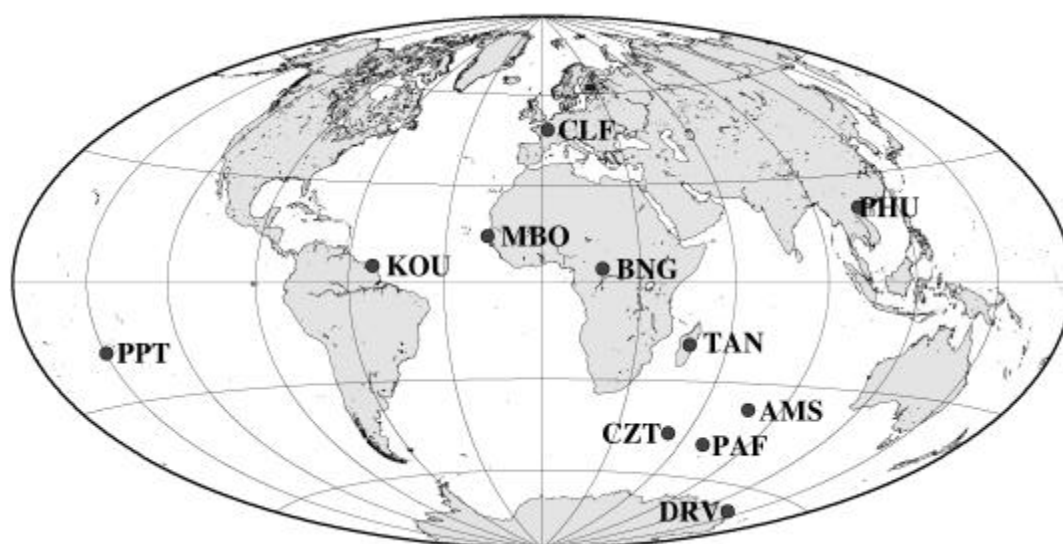 CLF
PHU
MBO
KOU
BNG
TAN
PPT
AMS
CZT
PAF
DRV